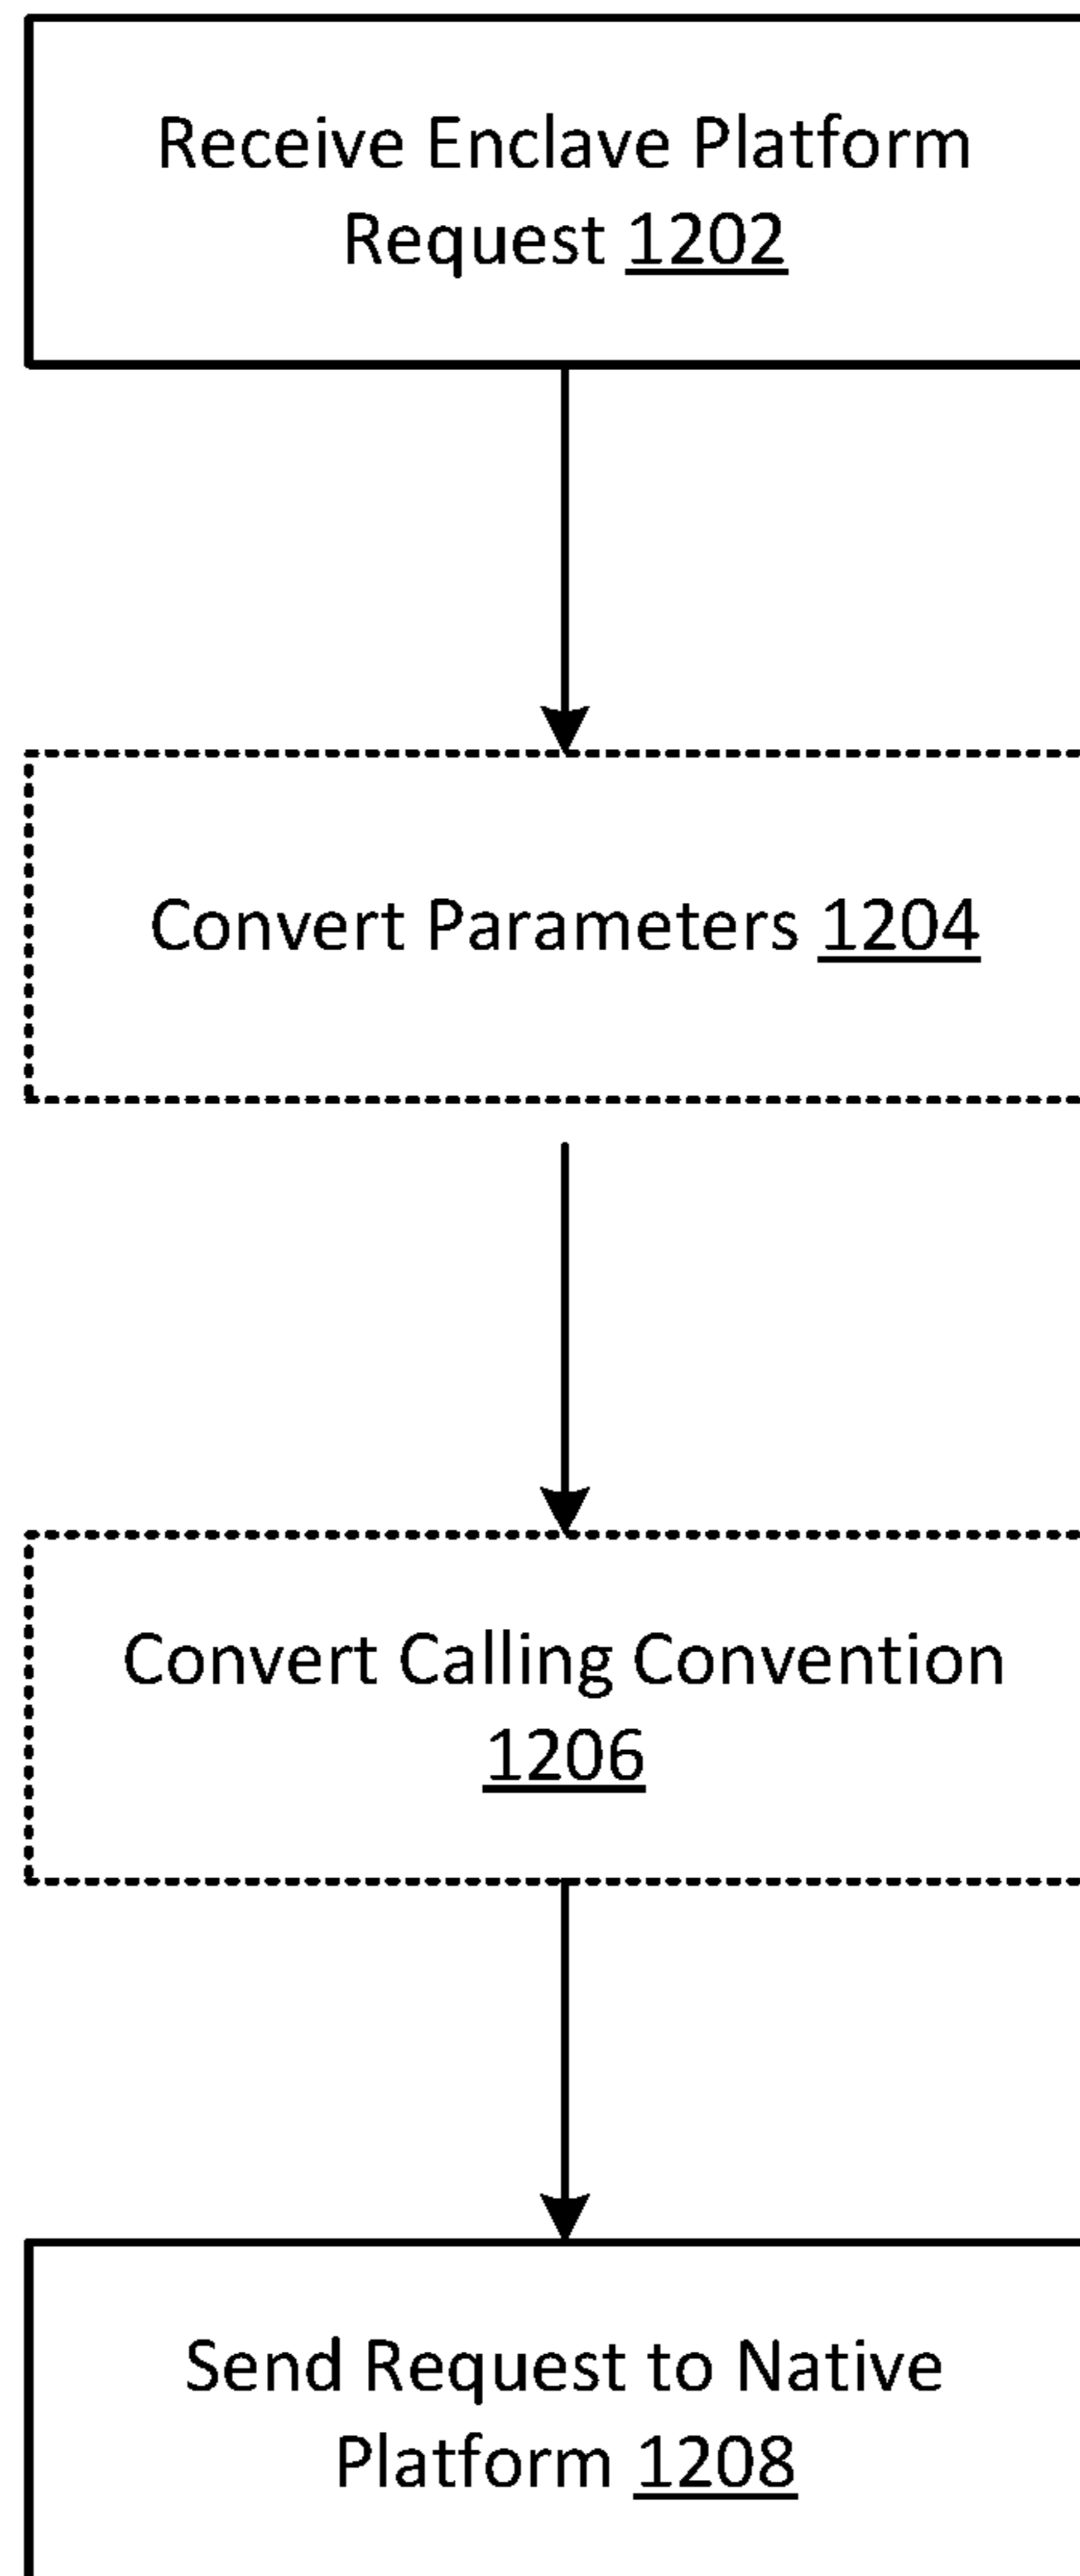 Receive Enclave Platform
Request 1202
Convert Parameters 1204
Convert Calling Convention
1206
Send Request to Native
Platform 1208